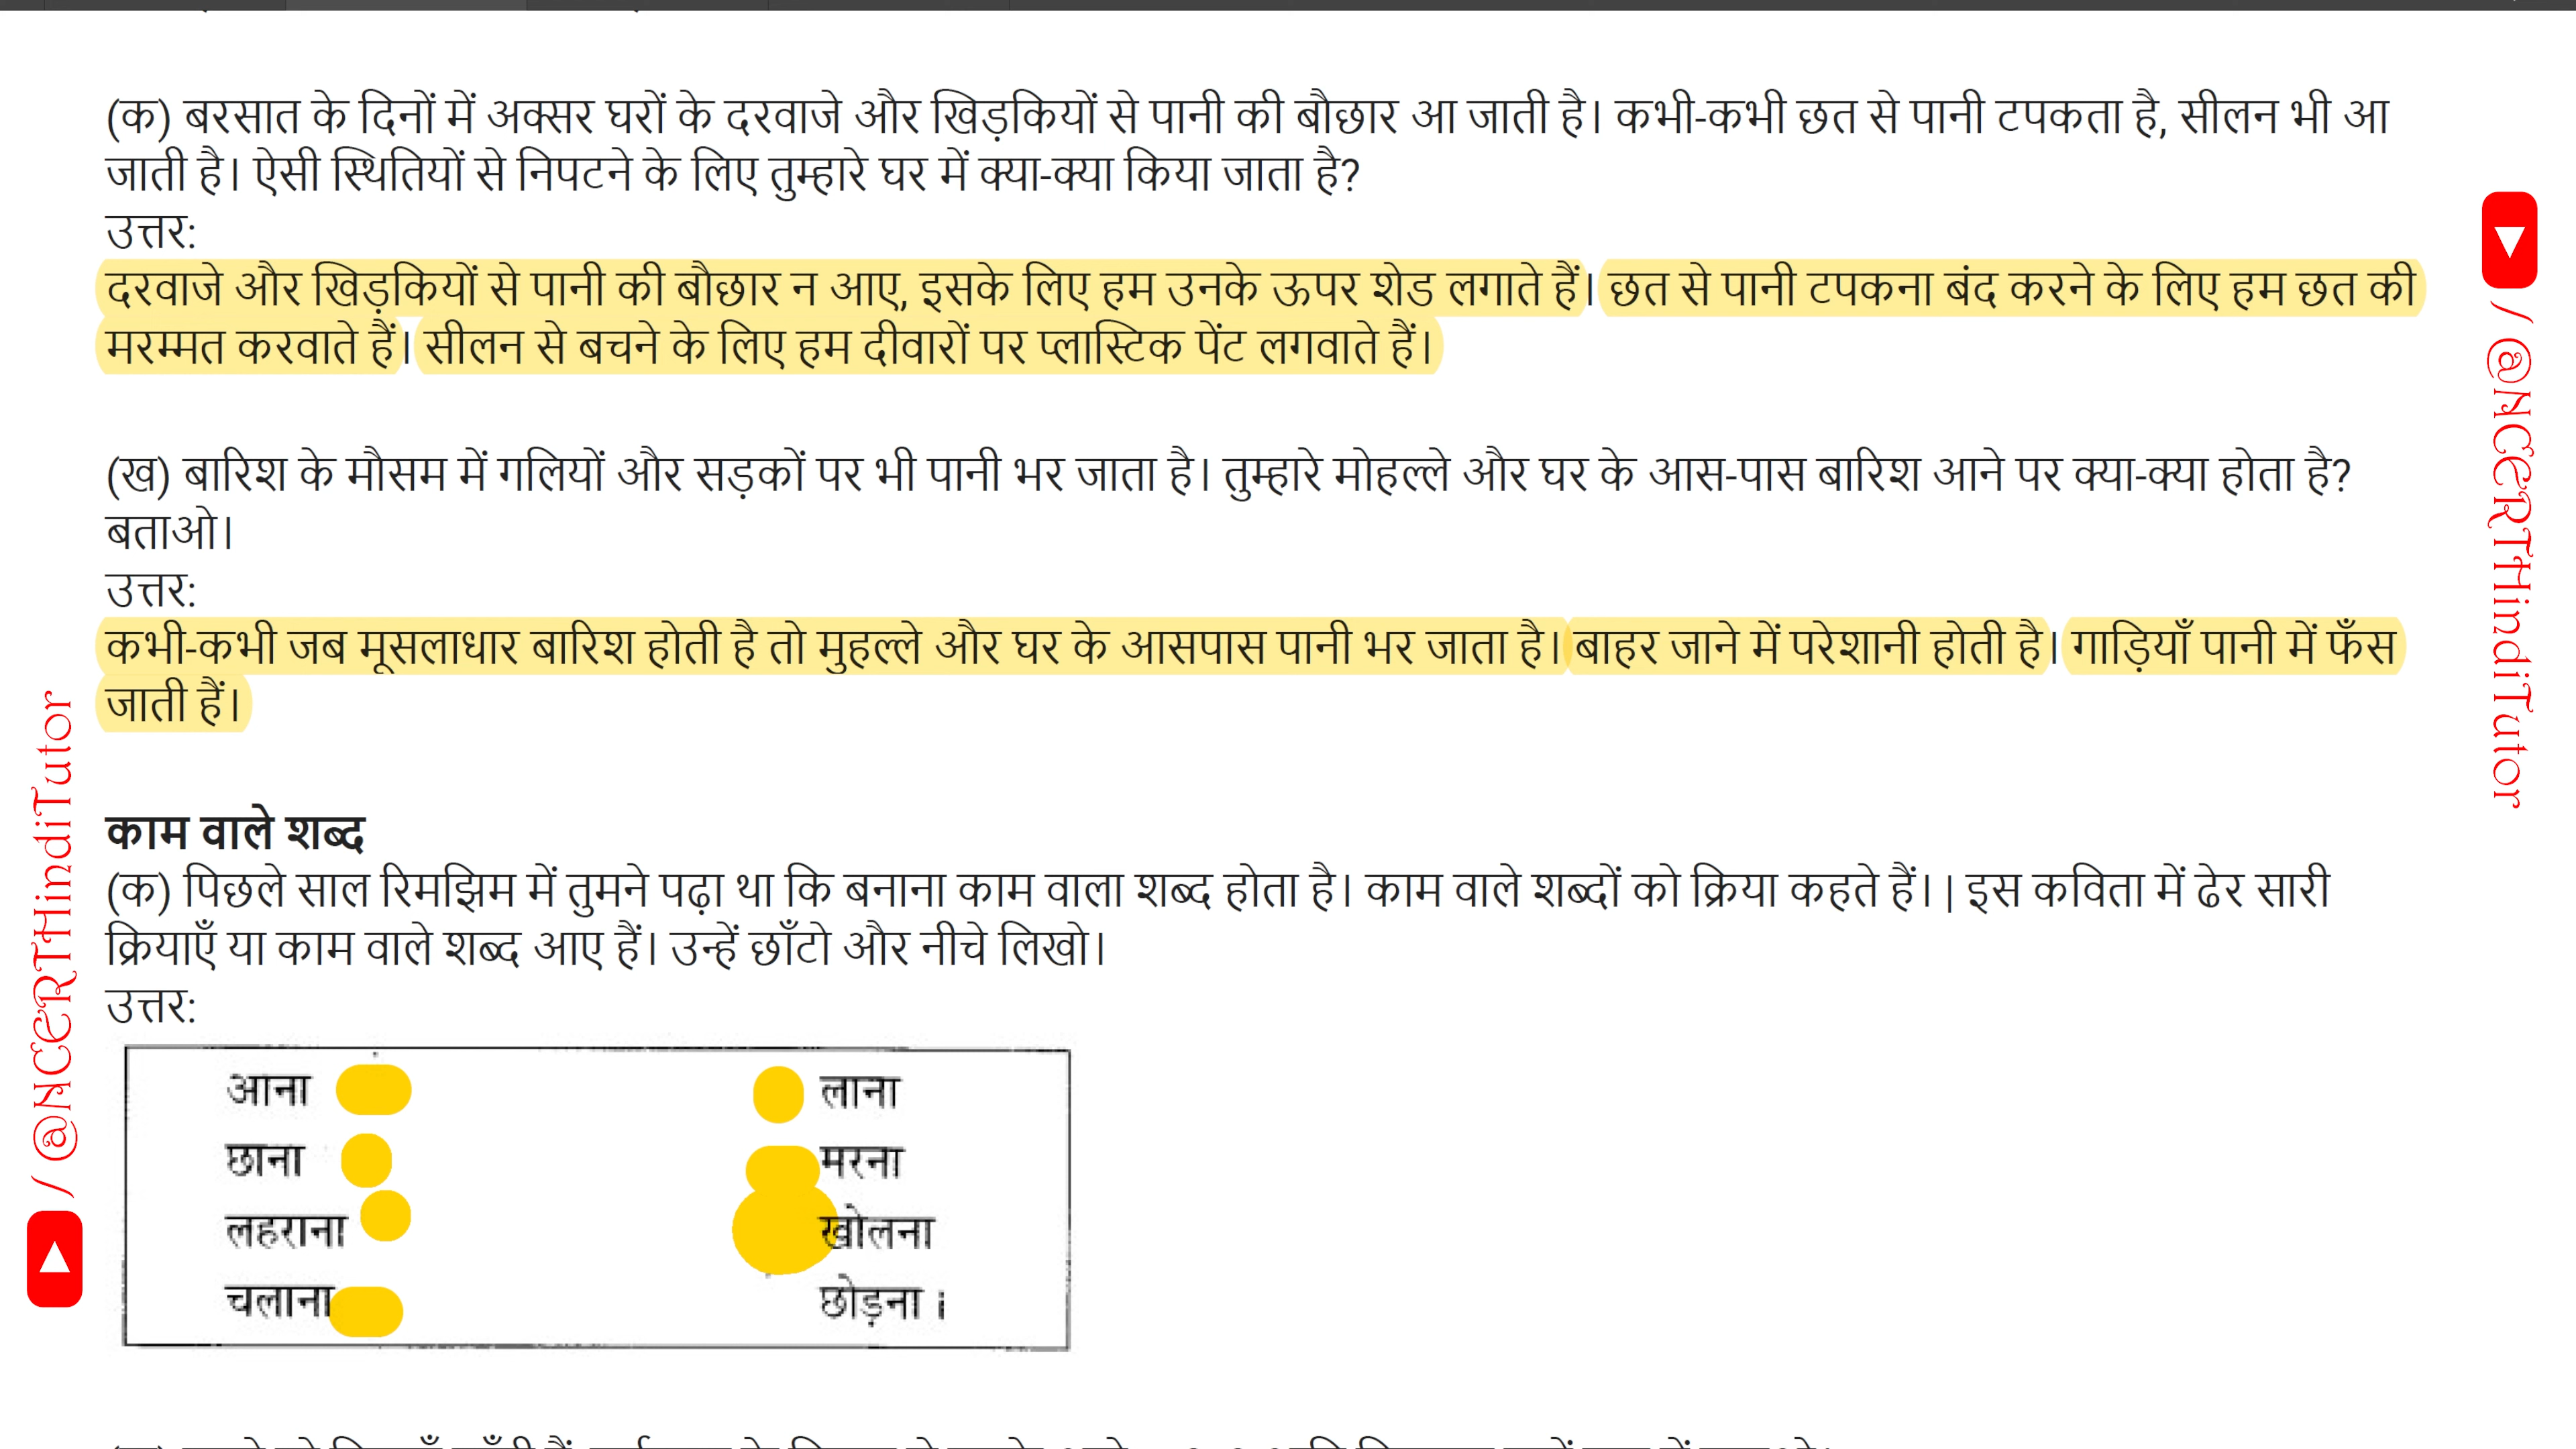 (क) बरसात के दिनों में अक्सर घरों के दरवाजे और खिड़कियों से पानी की बौछार आ जाती है। कभी-कभी छत से पानी टपकता है, सीलन भी आ
जाती है। ऐसी स्थितियों से निपटने के लिए तुम्हारे घर में क्या-क्या किया जाता है?
उत्तर:
दरवाजे और खिड़कियों से पानी की बौछार न आए, इसके लिए हम उनके ऊपर शेड लगाते हैं। छत से पानी टपकना बंद करने के लिए हम छत की
मरम्मत करवाते हैं। सीलन से बचने के लिए हम दीवारों पर प्लास्टिक पेंट लगवाते हैं।
(ख) बारिश के मौसम में गलियों और सड़कों पर भी पानी भर जाता है। तुम्हारे मोहल्ले और घर के आस-पास बारिश आने पर क्या-क्या होता है?
बताओ।
उत्तर:
कभी-कभी जब मूसलाधार बारिश होती है तो मुहल्ले और घर के आसपास पानी भर जाता है। बाहर जाने में परेशानी होती है। गाड़ियाँ पानी में फँस
जाती हैं।
काम वाले शब्द
(क) पिछले साल रिमझिम में तुमने पढ़ा था कि बनाना काम वाला शब्द होता है। काम वाले शब्दों को क्रिया कहते हैं। | इस कविता में ढेर सारी
क्रियाएँ या काम वाले शब्द आए हैं। उन्हें छाँटो और नीचे लिखो।
उत्तर:
आना लाना
छाना मरना
लहराना खोलना
चलाना छोड़ना।
/ @NCERTHindiTutor
/ @NCERTHindiTutor